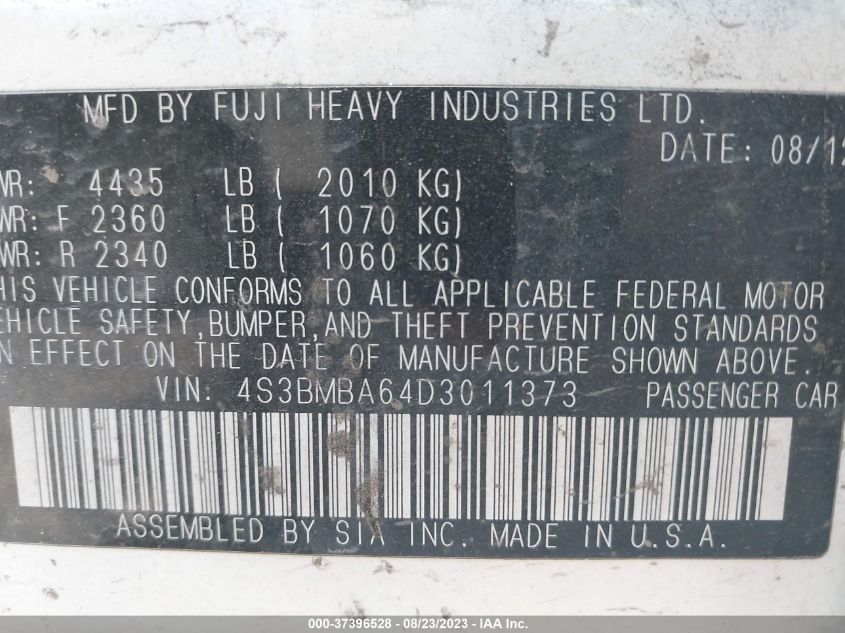 MFD BY FUJI HEAVY INDUSTRIES LTD.
DATE: 08/12
WR: 4435 LB ( 2010 KG)
WR: F 2360 LB ( 1070 KG)
WR: R 2340 LB ( 1060 KG)
HIS VEHICLE CONFORMS TO ALL APPLICABLE FEDERAL MOTOR
EHICLE SAFETY, BUMPER, AND THEFT PREVENTION STANDARDS
N EFFECT ON THE DATE OF MANUFACTURE SHOWN ABOVE.
VIN: 4S3BMBA64D3011373 PASSENGER CAR
ASSEMBLED BY SIA INC. MADE IN U.S.A.
000-37396528 - 08/23/2023 - IAA Inc.